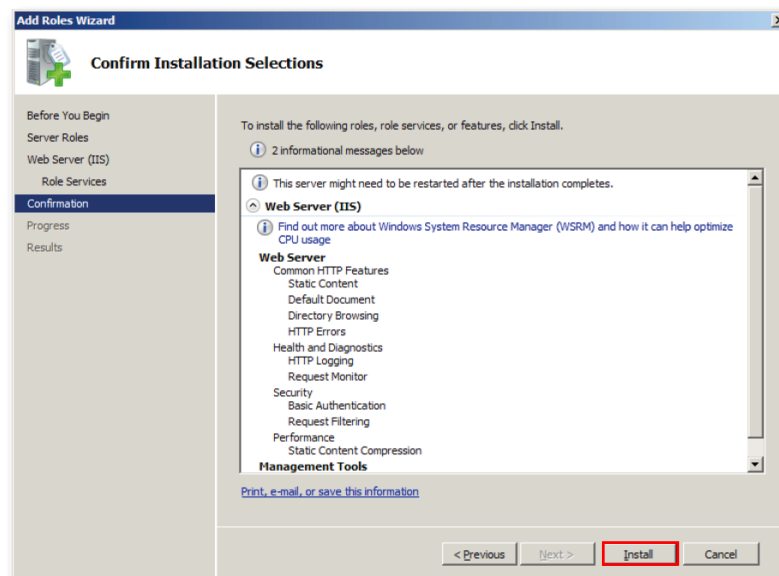 Add Roles Wizard
Confirm Installation Selections
Before You Begin
Server Roles
Web Server (IIS)
Role Services
Confirmation
Progress
Results
To install the following roles, role services, or features, click Install.
2 informational messages below
This server might need to be restarted after the installation completes.
Web Server (IIS)
Find out more about Windows System Resource Manager (WSRM) and how it can help optimize
CPU usage
Web Server
Common HTTP Features
Static Content
Default Document
Directory Browsing
HTTP Errors
Health and Diagnostics
HTTP Logging
Request Monitor
Security
Basic Authentication
Request Filtering
Performance
Static Content Compression
Management Tools
Print, e-mail, or save this information
< Previous
Next >
Install
Cancel